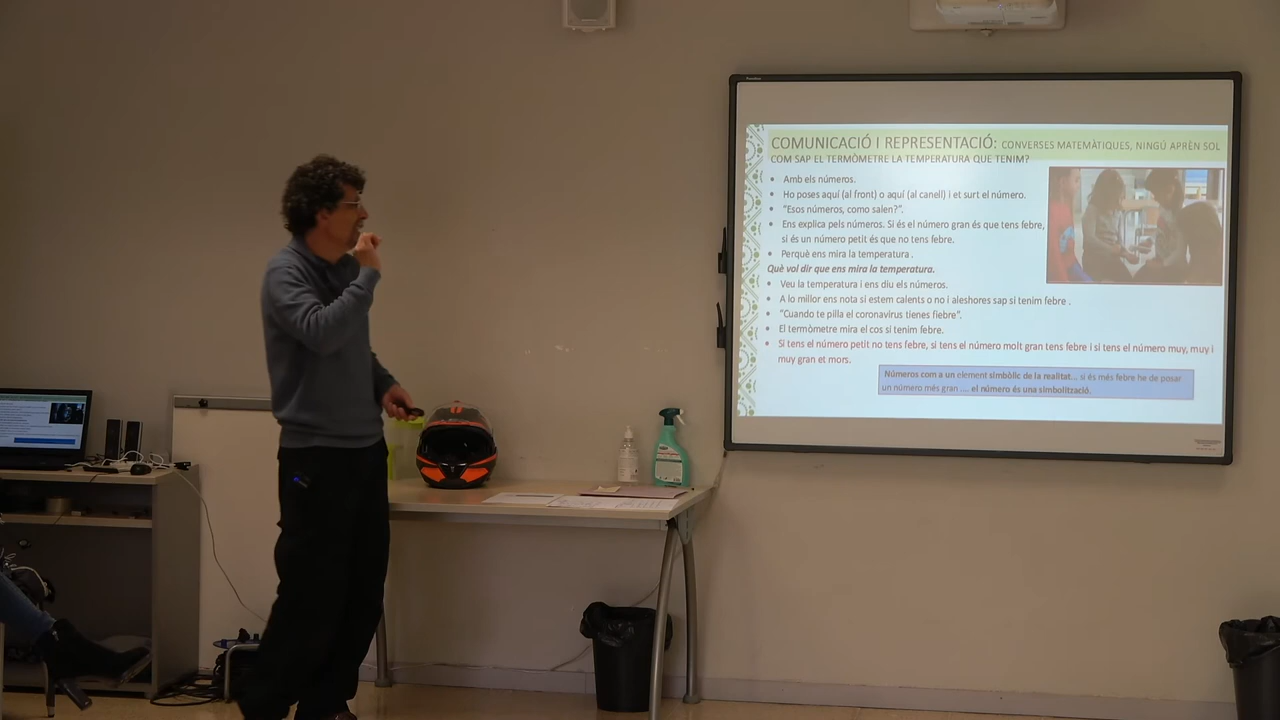 COMUNICACIÓ I REPRESENTACIÓ: CONVERSES MATEMÀTIQUES, NINGÚ APRÈN SOL
COM SAP EL TERMÒMETRE LA TEMPERATURA QUE TENIM?
• Amb els números.
• Ho poses aquí (al front) o aquí (al canell) i et surt el número.
• "Esos números, como salen?".
• Ens explica pels números. Si és el número gran és que tens febre,
si és un número petit és que no tens febre.
• Perquè ens mira la temperatura .
Què vol dir que ens mira la temperatura.
• Veu la temperatura i ens diu els números.
• A lo millor ens nota si estem calents o no i aleshores sap si tenim febre .
• "Cuando te pilla el coronavirus tienes fiebre".
• El termòmetre mira el cos si tenim febre.
• Si tens el número petit no tens febre, si tens el número molt gran tens febre i si tens el número muy, muy i
muy gran et mors.
Números com a un element simbòlic de la realitat... si és més febre he de posar
un número més gran .... el número és una simbolització.